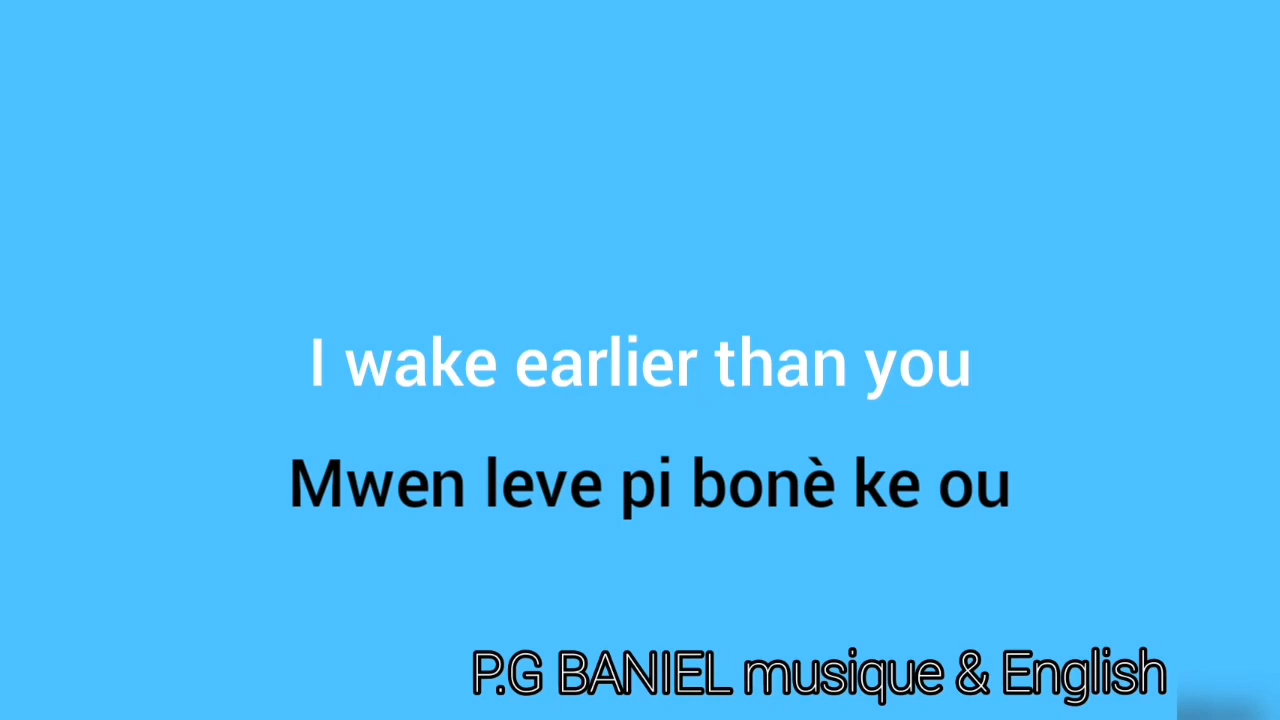 I wake earlier than you
Mwen leve pi bonè ke ou
P.G BANIEL musique & English